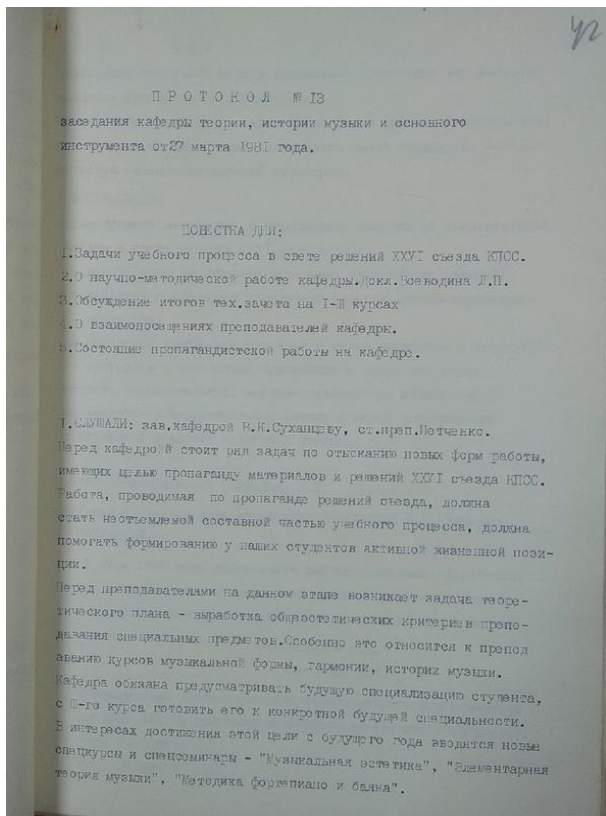 42
ПРОТОКОЛ № 13
заседания кафедры теории, истории музыки и основного
инструмента от 27 марта 1981 года.
ПОВЕСТКА ДНЯ:
1.Задачи учебного процесса в свете решений XXVI съезда КПСС.
2.О научно-методической работе кафедры.Докл.Воеводина Л.П.
3.Обсуждение итогов тех.зачета на I-III курсах
4.О взаимопосещениях преподавателей кафедры.
5.Состояние пропагандистской работы на кафедре.
I.СЛУШАЛИ: зав.кафедрой В.К.Суханцеву, ст.преп.Петченко.
Перед кафедрой стоит ряд задач по отысканию новых форм работы,
имеющих целью пропаганду материалов и решений XXVI съезда КПСС.
Работа, проводимая по пропаганде решений съезда, должна
стать неотъемлемой составной частью учебного процесса, должна
помогать формированию у наших студентов активной жизненной пози-
ции.
Перед преподавателями на данном этапе возникает задача теоре-
тического плана - выработка общеэстетических критериев препо-
давания специальных предметов.Особенно это относится к препод
аванию курсов музыкальной формы, гармонии, истории музыки.
Кафедра обязана предусматривать будущую специализацию студента,
с III-го курса готовить его к конкретной будущей специальности.
В интересах достижения этой цели с будущего года вводятся новые
спецкурсы и спецсеминары - "Музыкальная эстетика", "Элементарная
теория музыки", "Методика фортепиано и баяна".